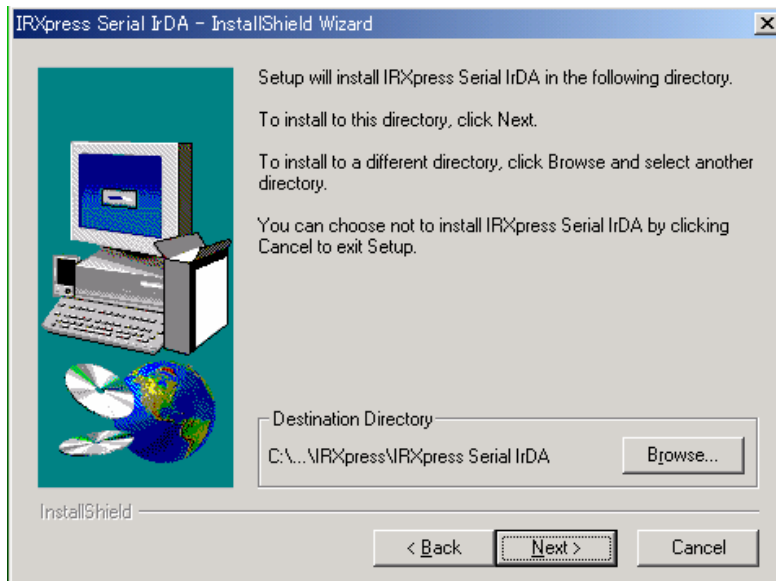 IRXpress Serial IrDA - InstallShield Wizard
Setup will install IRXpress Serial IrDA in the following directory.
To install to this directory, click Next.
To install to a different directory, click Browse and select another
directory.
You can choose not to install IRXpress Serial IrDA by clicking
Cancel to exit Setup.
Destination Directory
C:\...\IRXpress\IRXpress Serial IrDA
Browse...
InstallShield
< Back
Next >
Cancel